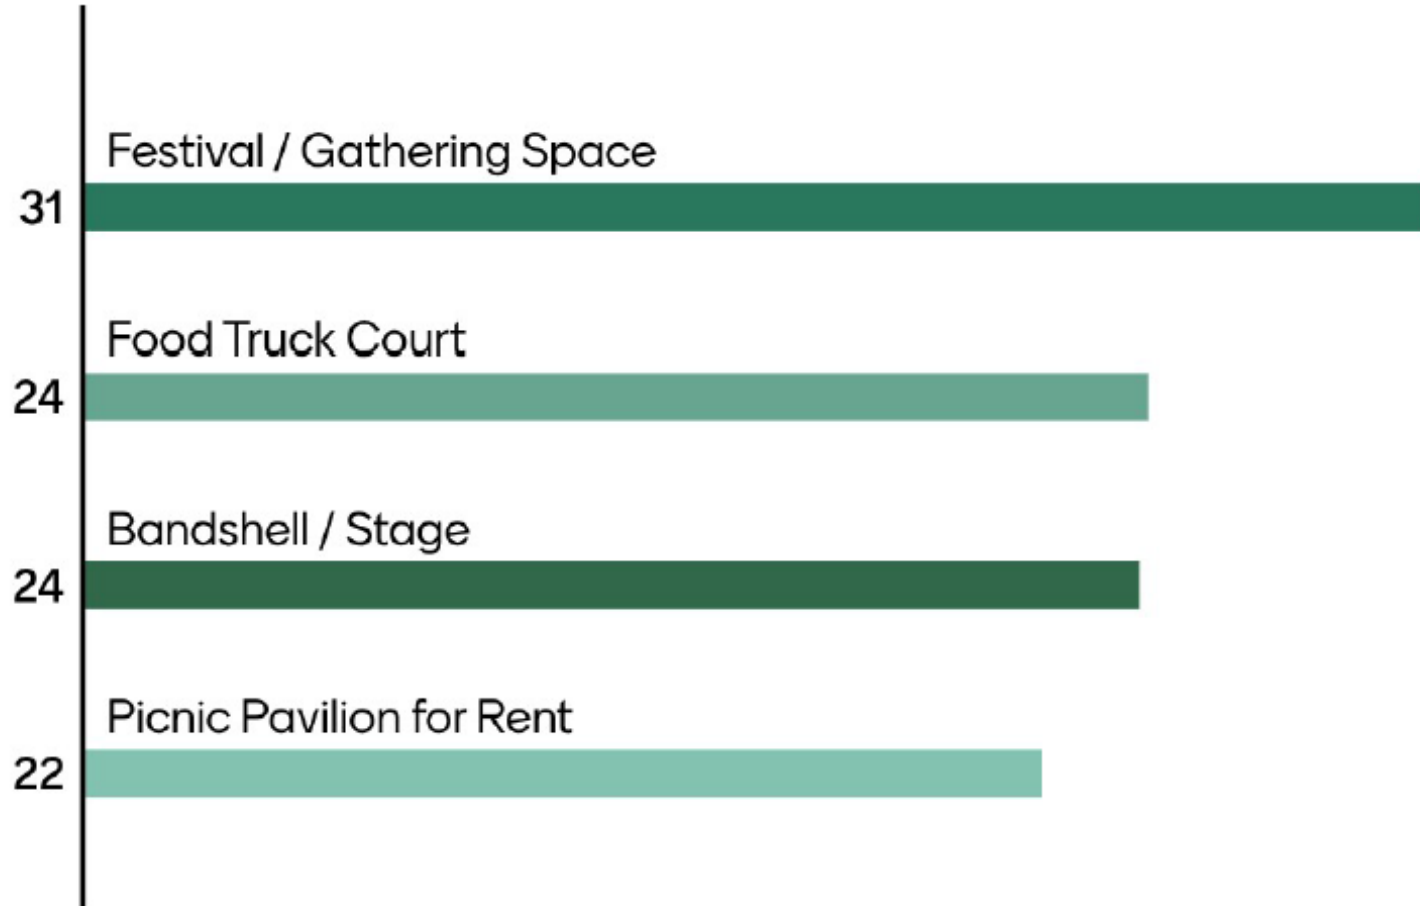 Festival / Gathering Space
31
Food Truck Court
24
Bandshell / Stage
24
Picnic Pavilion for Rent
22